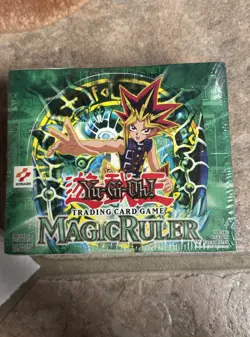 KONAMI
遊戯王
Yu-Gi-Oh!
TRADING CARD GAME
MAGIC RULER